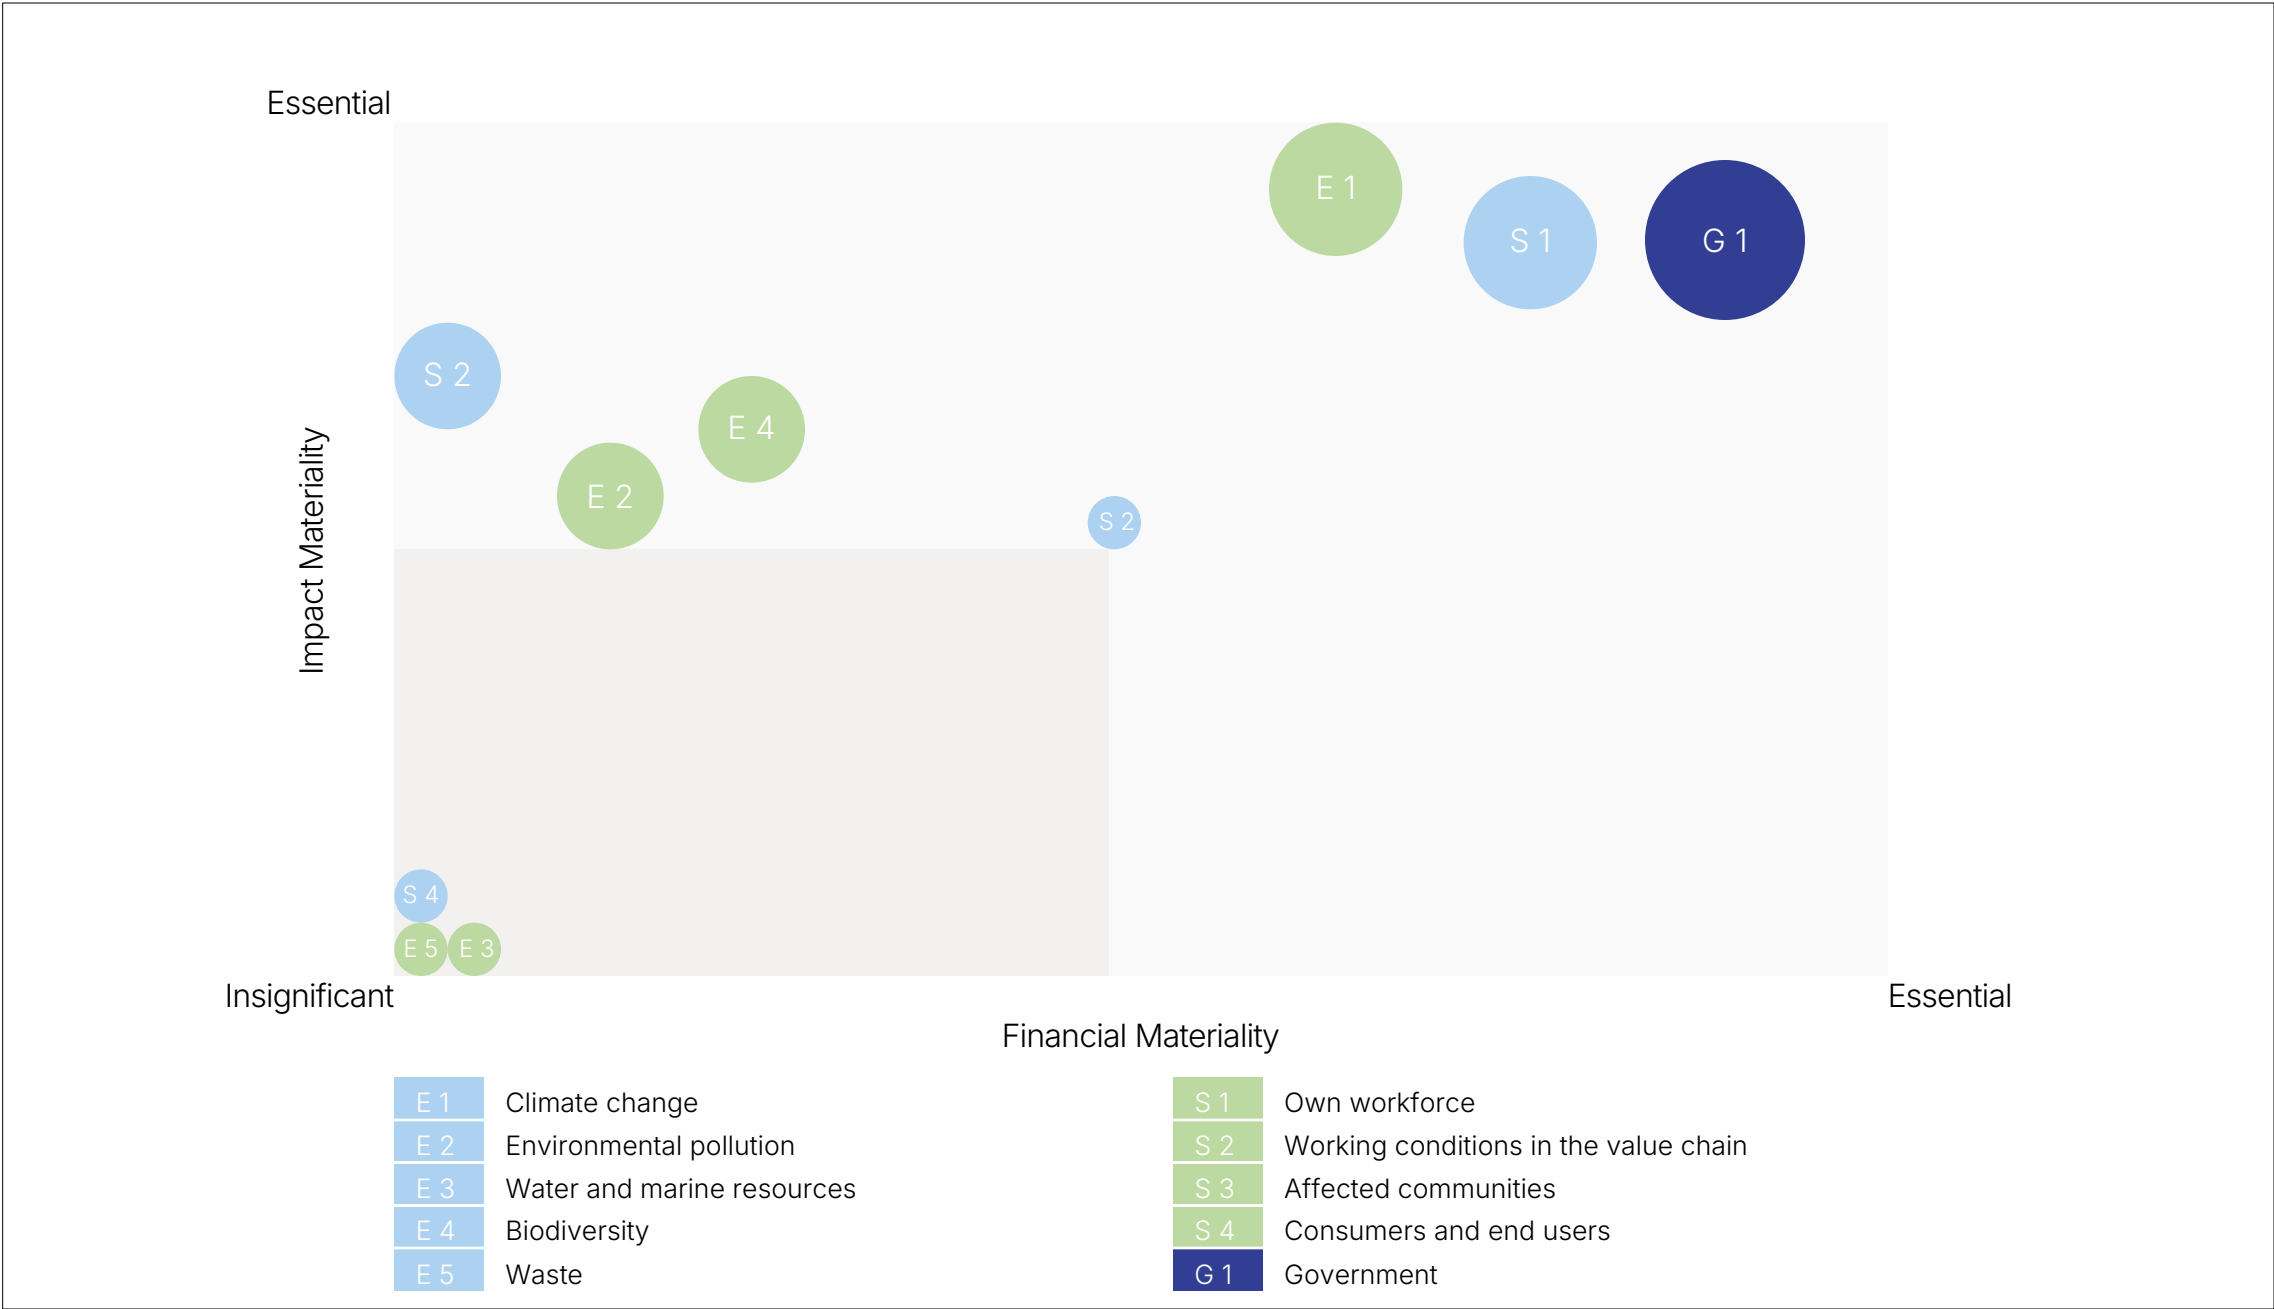 Essential
E 1
S 1
G 1
S 2
E 4
E 2
S 2
Impact Materiality
S 4
E 5
E 3
Insignificant
Essential
Financial Materiality
E 1 Climate change
E 2 Environmental pollution
E 3 Water and marine resources
E 4 Biodiversity
E 5 Waste
S 1 Own workforce
S 2 Working conditions in the value chain
S 3 Affected communities
S 4 Consumers and end users
G 1 Government